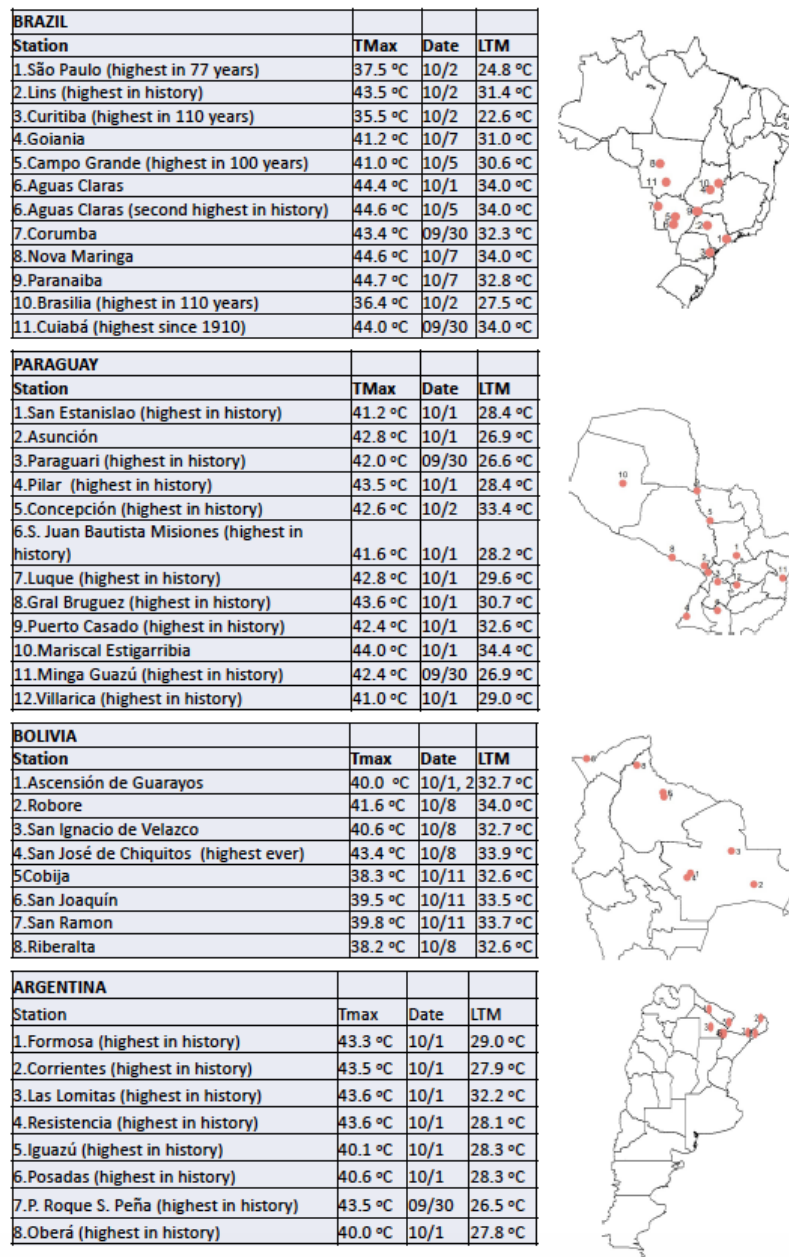 BRAZIL
Station TMax Date LTM
1.São Paulo (highest in 77 years) 37.5 ºC 10/2 24.8 ºC
2.Lins (highest in history) 43.5 ºC 10/2 31.4 ºC
3.Curitiba (highest in 110 years) 35.5 ºC 10/2 22.6 ºC
4.Goiania 41.2 ºC 10/7 31.0 ºC
5.Campo Grande (highest in 100 years) 41.0 ºC 10/5 30.6 ºC
6.Aguas Claras 44.4 ºC 10/1 34.0 ºC
6.Aguas Claras (second highest in history) 44.6 ºC 10/5 34.0 ºC
7.Corumba 43.4 ºC 09/30 32.3 ºC
8.Nova Maringa 44.6 ºC 10/7 34.0 ºC
9.Paranaiba 44.7 ºC 10/7 32.8 ºC
10.Brasilia (highest in 110 years) 36.4 ºC 10/2 27.5 ºC
11.Cuiabá (highest since 1910) 44.0 ºC 09/30 34.0 ºC
8
11
10
4
7
9
5
2
1
3
PARAGUAY
Station TMax Date LTM
1.San Estanislao (highest in history) 41.2 ºC 10/1 28.4 ºC
2.Asunción 42.8 ºC 10/1 26.9 ºC
3.Paraguari (highest in history) 42.0 ºC 09/30 26.6 ºC
4.Pilar (highest in history) 43.5 ºC 10/1 28.4 ºC
5.Concepción (highest in history) 42.6 ºC 10/2 33.4 ºC
6.S. Juan Bautista Misiones (highest in
history) 41.6 ºC 10/1 28.2 ºC
7.Luque (highest in history) 42.8 ºC 10/1 29.6 ºC
8.Gral Bruguez (highest in history) 43.6 ºC 10/1 30.7 ºC
9.Puerto Casado (highest in history) 42.4 ºC 10/1 32.6 ºC
10.Mariscal Estigarribia 44.0 ºC 10/1 34.4 ºC
11.Minga Guazú (highest in history) 42.4 ºC 09/30 26.9 ºC
12.Villarica (highest in history) 41.0 ºC 10/1 29.0 ºC
10
5
1
8
2
11
12
4
BOLIVIA
Station Tmax Date LTM
1.Ascensión de Guarayos 40.0 ºC 10/1, 2 32.7 ºC
2.Robore 41.6 ºC 10/8 34.0 ºC
3.San Ignacio de Velazco 40.6 ºC 10/8 32.7 ºC
4.San José de Chiquitos (highest ever) 43.4 ºC 10/8 33.9 ºC
5Cobija 38.3 ºC 10/11 32.6 ºC
6.San Joaquín 39.5 ºC 10/11 33.5 ºC
7.San Ramon 39.8 ºC 10/11 33.7 ºC
8.Riberalta 38.2 ºC 10/8 32.6 ºC
3
1
2
ARGENTINA
Station Tmax Date LTM
1.Formosa (highest in history) 43.3 ºC 10/1 29.0 ºC
2.Corrientes (highest in history) 43.5 ºC 10/1 27.9 ºC
3.Las Lomitas (highest in history) 43.6 ºC 10/1 32.2 ºC
4.Resistencia (highest in history) 43.6 ºC 10/1 28.1 ºC
5.Iguazú (highest in history) 40.1 ºC 10/1 28.3 ºC
6.Posadas (highest in history) 40.6 ºC 10/1 28.3 ºC
7.P. Roque S. Peña (highest in history) 43.5 ºC 09/30 26.5 ºC
8.Oberá (highest in history) 40.0 ºC 10/1 27.8 ºC